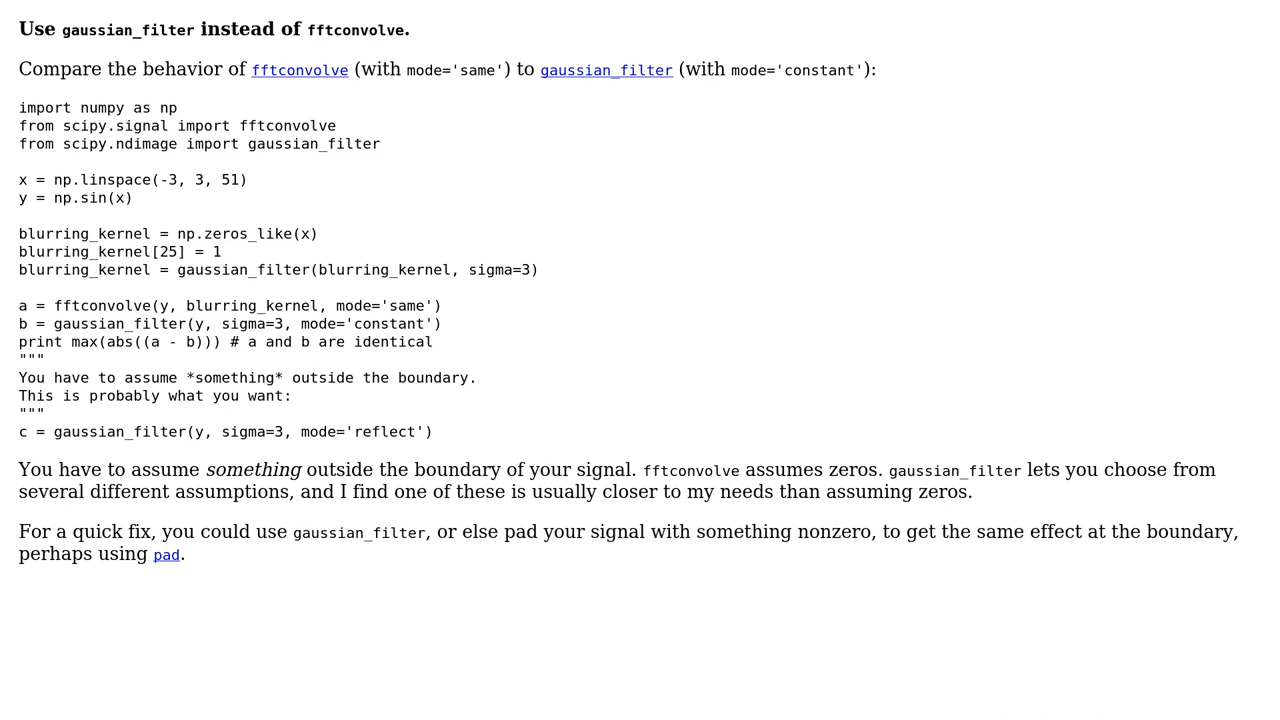 Use gaussian_filter instead of fftconvolve.
Compare the behavior of fftconvolve (with mode='same') to gaussian_filter (with mode='constant'):
import numpy as np
from scipy.signal import fftconvolve
from scipy.ndimage import gaussian_filter
x = np.linspace(-3, 3, 51)
y = np.sin(x)
blurring_kernel = np.zeros_like(x)
blurring_kernel[25] = 1
blurring_kernel = gaussian_filter(blurring_kernel, sigma=3)
a = fftconvolve(y, blurring_kernel, mode='same')
b = gaussian_filter(y, sigma=3, mode='constant')
print max(abs((a - b))) # a and b are identical
"""
You have to assume *something* outside the boundary.
This is probably what you want:
"""
c = gaussian_filter(y, sigma=3, mode='reflect')
You have to assume something outside the boundary of your signal. fftconvolve assumes zeros. gaussian_filter lets you choose from
several different assumptions, and I find one of these is usually closer to my needs than assuming zeros.
For a quick fix, you could use gaussian_filter, or else pad your signal with something nonzero, to get the same effect at the boundary,
perhaps using pad.